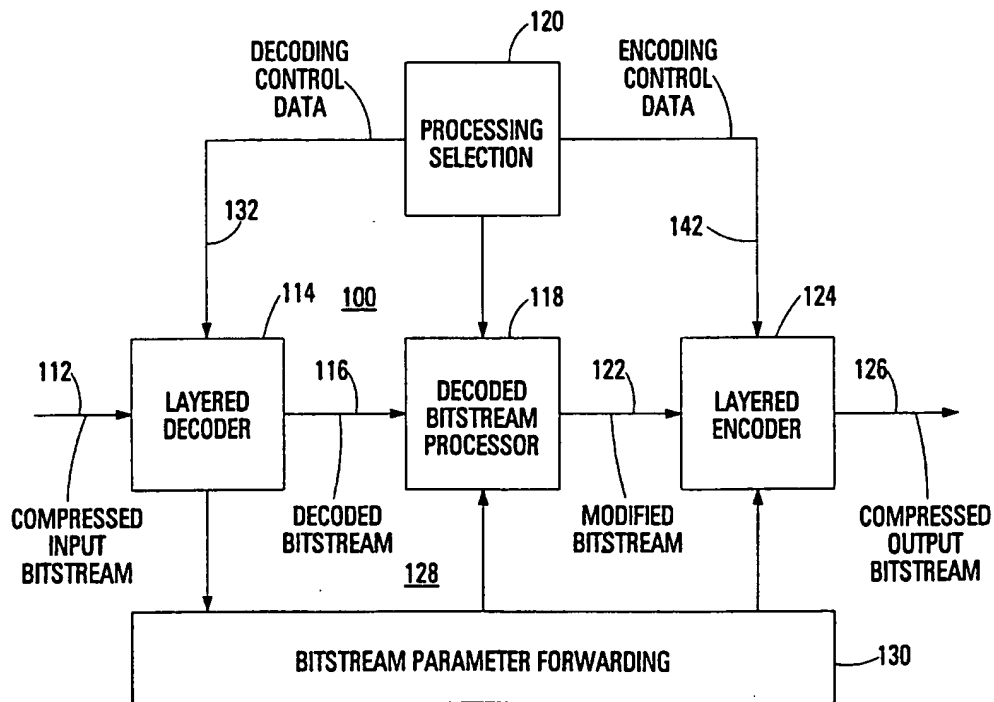 120
DECODING
CONTROL
DATA
ENCODING
CONTROL
DATA
PROCESSING
SELECTION
132
142
114
100
118
124
112
LAYERED
DECODER
116
DECODED
BITSTREAM
PROCESSOR
122
LAYERED
ENCODER
126
COMPRESSED
INPUT
BITSTREAM
DECODED
BITSTREAM
MODIFIED
BITSTREAM
COMPRESSED
OUTPUT
BITSTREAM
128
BITSTREAM PARAMETER FORWARDING
130